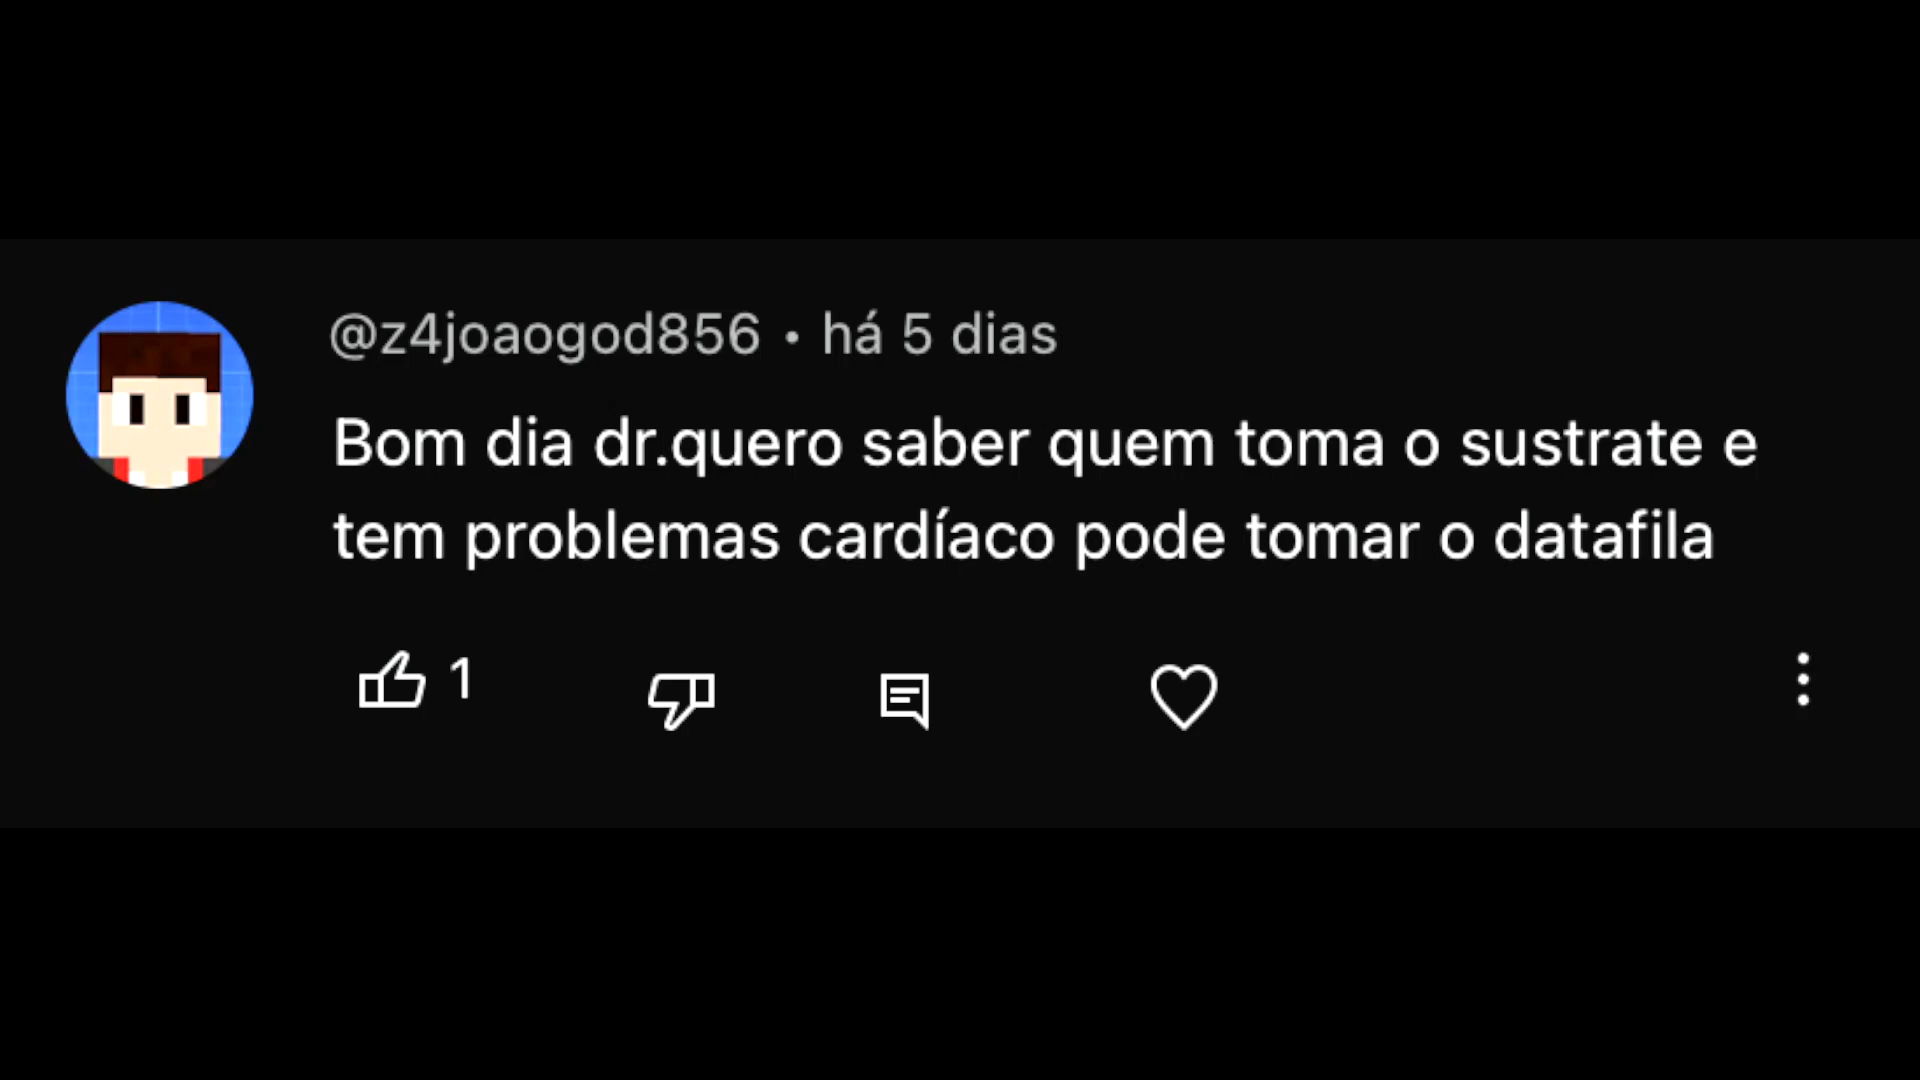 @z4joaogod856 • há 5 dias
Bom dia dr.quero saber quem toma o sustrate e
tem problemas cardíaco pode tomar o datafila
1